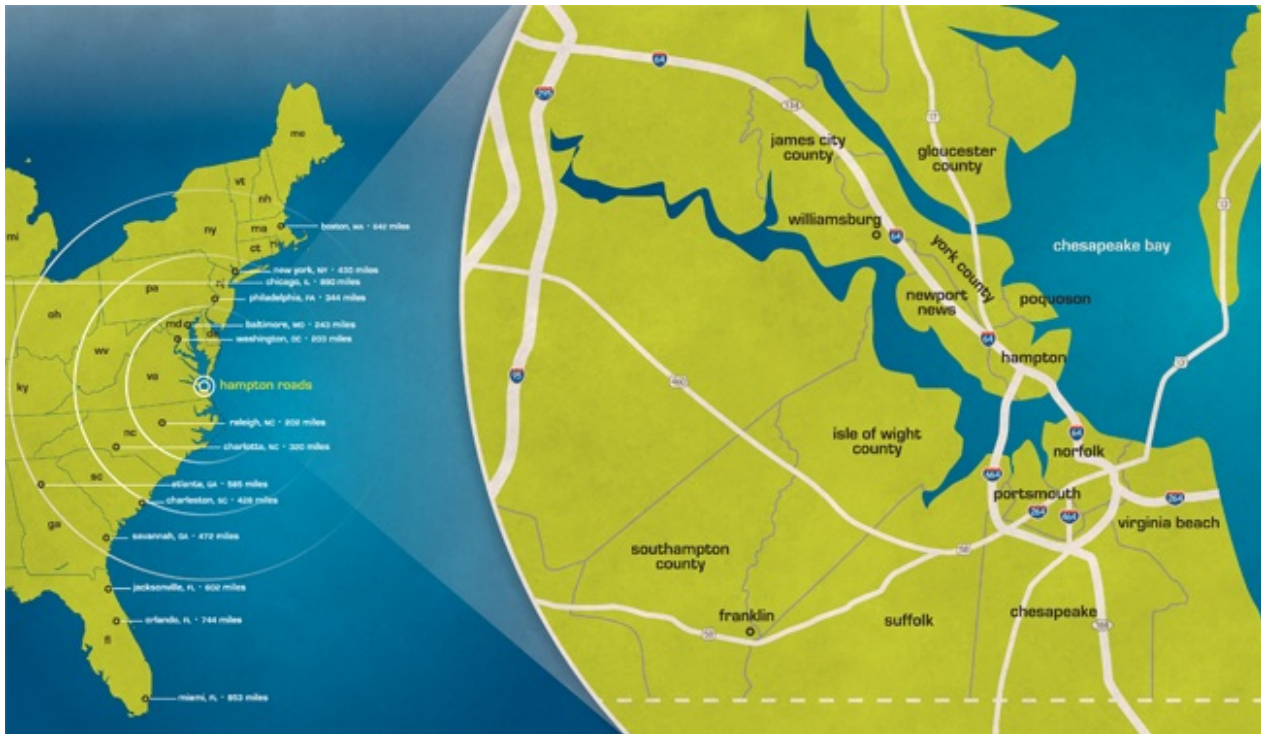 me
vt
nh
ny
ma
ct
mi
pa
oh
md
wv
ky
va
nc
sc
ga
fl
boston, MA • 642 miles
new york, NY • 430 miles
chicago, IL • 890 miles
philadelphia, PA • 344 miles
baltimore, MD • 243 miles
washington, DC • 203 miles
hampton roads
raleigh, NC • 202 miles
charlotte, NC • 320 miles
atlanta, GA • 585 miles
charleston, SC • 428 miles
savannah, GA • 472 miles
jacksonville, FL • 602 miles
orlando, FL • 744 miles
miami, FL • 953 miles
64
295
17
james city
county
gloucester
county
williamsburg
64
york county
13
chesapeake bay
newport
news
poquoson
64
hampton
13
95
460
isle of wight
county
64
norfolk
664
portsmouth
264
464
264
virginia beach
southampton
county
58
franklin
58
suffolk
chesapeake
168